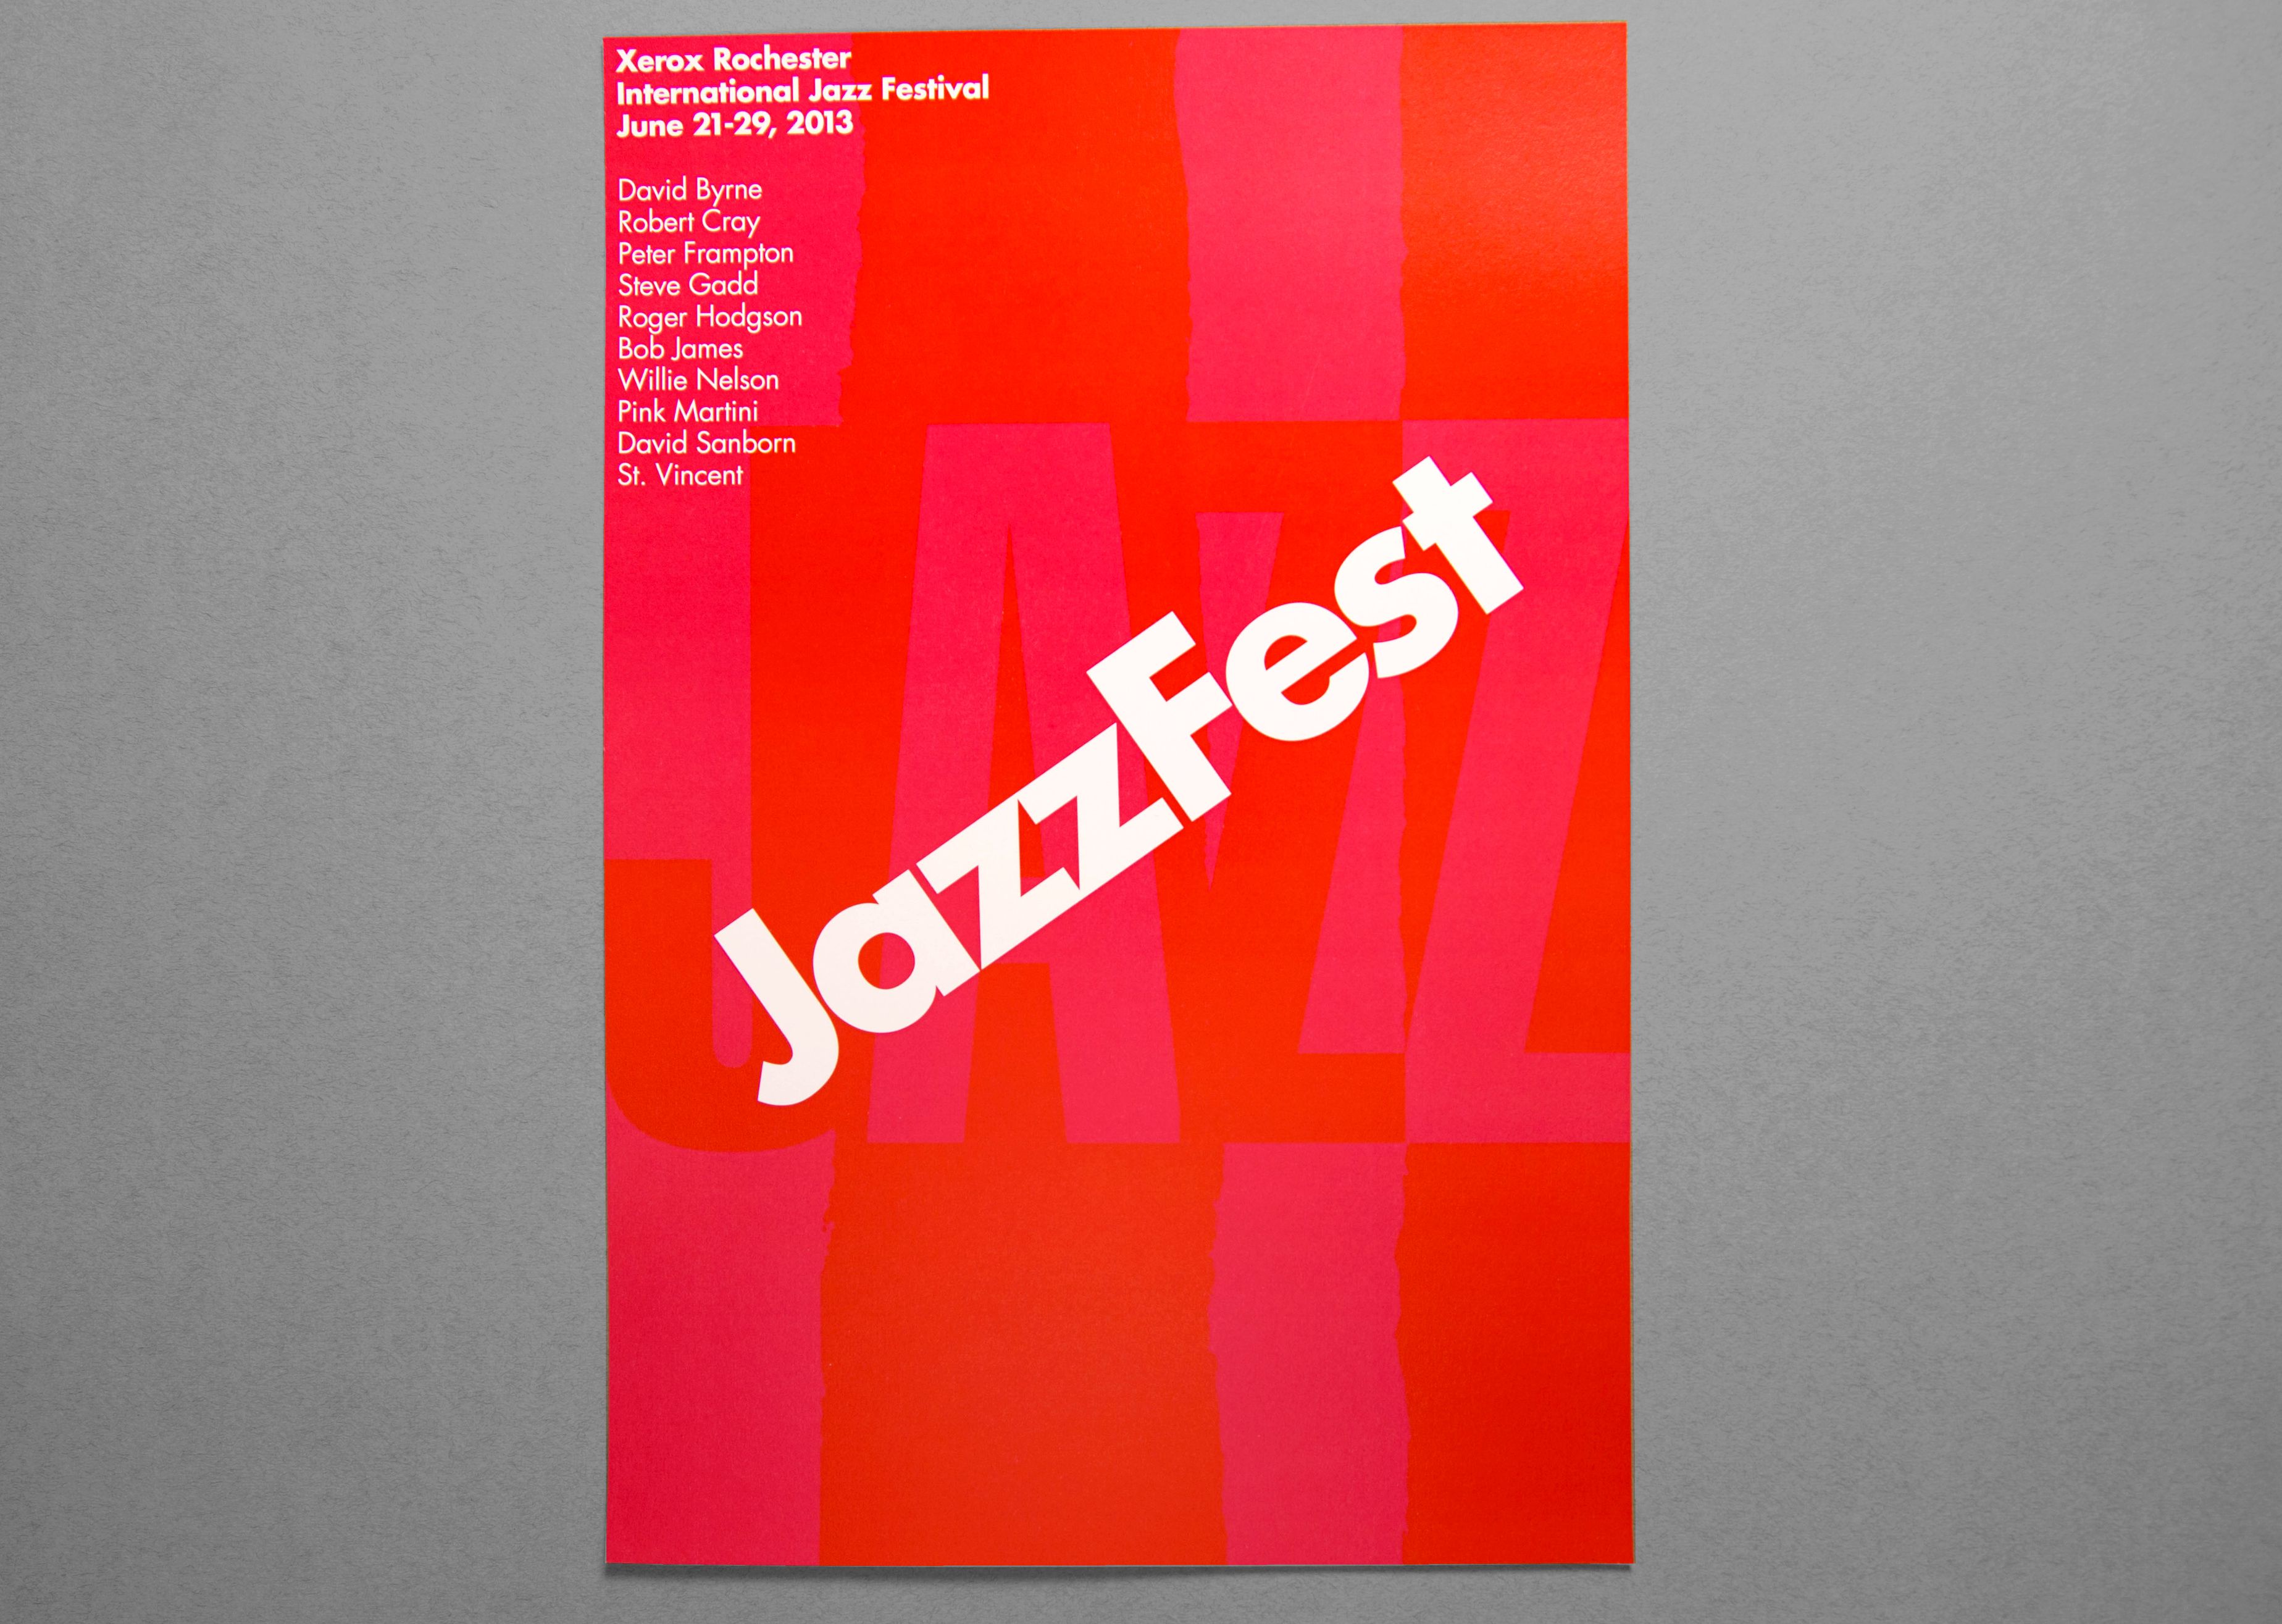 Xerox Rochester
International Jazz Festival
June 21-29, 2013
David Byrne
Robert Cray
Peter Frampton
Steve Gadd
Roger Hodgson
Bob James
Willie Nelson
Pink Martini
David Sanborn
St. Vincent
JAZZ
JazzFest